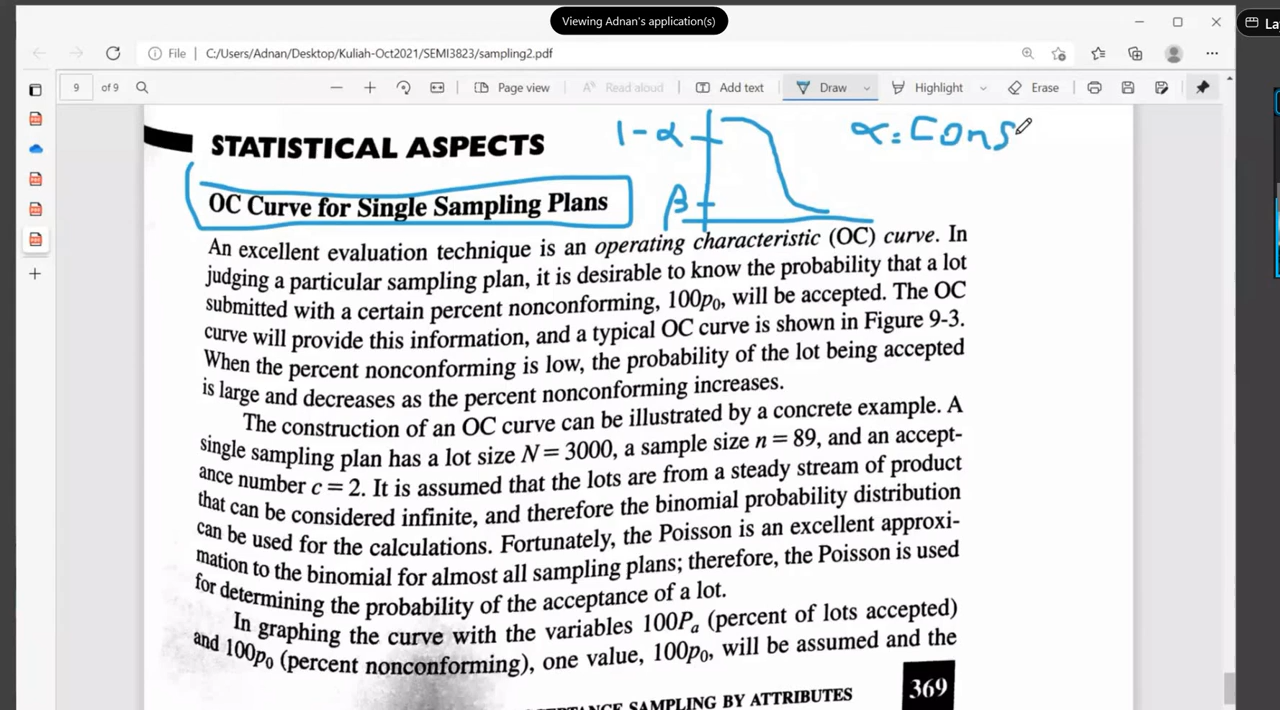 Viewing Adnan's application(s)
La
File | C:/Users/Adnan/Desktop/Kuliah-Oct2021/SEMI3823/sampling2.pdf
9 of 9 Page view Read aloud Add text Draw Highlight Erase
STATISTICAL ASPECTS
1-α
β
α: Cons
OC Curve for Single Sampling Plans
An excellent evaluation technique is an operating characteristic (OC) curve. In
judging a particular sampling plan, it is desirable to know the probability that a lot
submitted with a certain percent nonconforming, 100p₀, will be accepted. The OC
curve will provide this information, and a typical OC curve is shown in Figure 9-3.
When the percent nonconforming is low, the probability of the lot being accepted
is large and decreases as the percent nonconforming increases.
The construction of an OC curve can be illustrated by a concrete example. A
single sampling plan has a lot size N = 3000, a sample size n = 89, and an accept-
ance number c = 2. It is assumed that the lots are from a steady stream of product
that can be considered infinite, and therefore the binomial probability distribution
can be used for the calculations. Fortunately, the Poisson is an excellent approxi-
mation to the binomial for almost all sampling plans; therefore, the Poisson is used
for determining the probability of the acceptance of a lot.
In graphing the curve with the variables 100Pₐ (percent of lots accepted)
and 100p₀ (percent nonconforming), one value, 100p₀, will be assumed and the
SAMPLING BY ATTRIBUTES
369